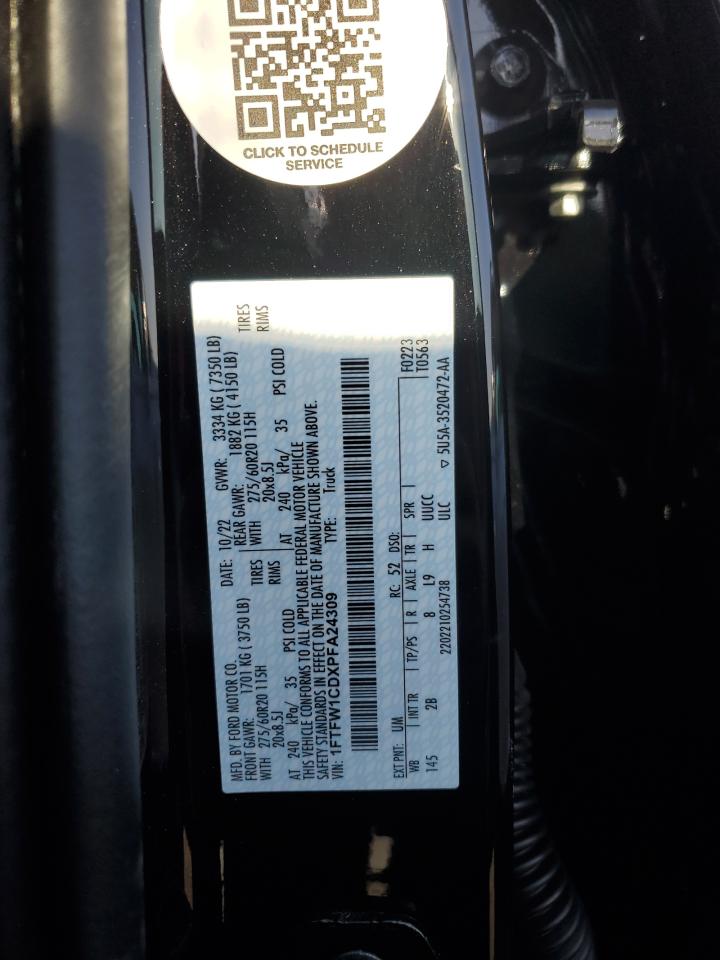 CLICK TO SCHEDULE
SERVICE
MFD. BY FORD MOTOR CO.
DATE: 10/22 GVWR: 3334 KG ( 7350 LB)
FRONT GAWR: 1701 KG ( 3750 LB)
REAR GAWR: 1882 KG ( 4150 LB)
WITH 275/60R20 115H TIRES
WITH 275/60R20 115H TIRES
20x8.5J RIMS
20x8.5J RIMS
AT 240 kPa/ 35 PSI COLD
AT 240 kPa/ 35 PSI COLD
THIS VEHICLE CONFORMS TO ALL APPLICABLE FEDERAL MOTOR VEHICLE
SAFETY STANDARDS IN EFFECT ON THE DATE OF MANUFACTURE SHOWN ABOVE.
VIN: 1FTFW1CDXPFA24309 TYPE: Truck
EXT PNT: UM RC: 52 DSO: F0223
WB INT TR TP/PS R AXLE TR SPR T0563
145 2B 8 L9 H UUCC
2202210254738 ULC ▽ 5U5A-3520472-AA